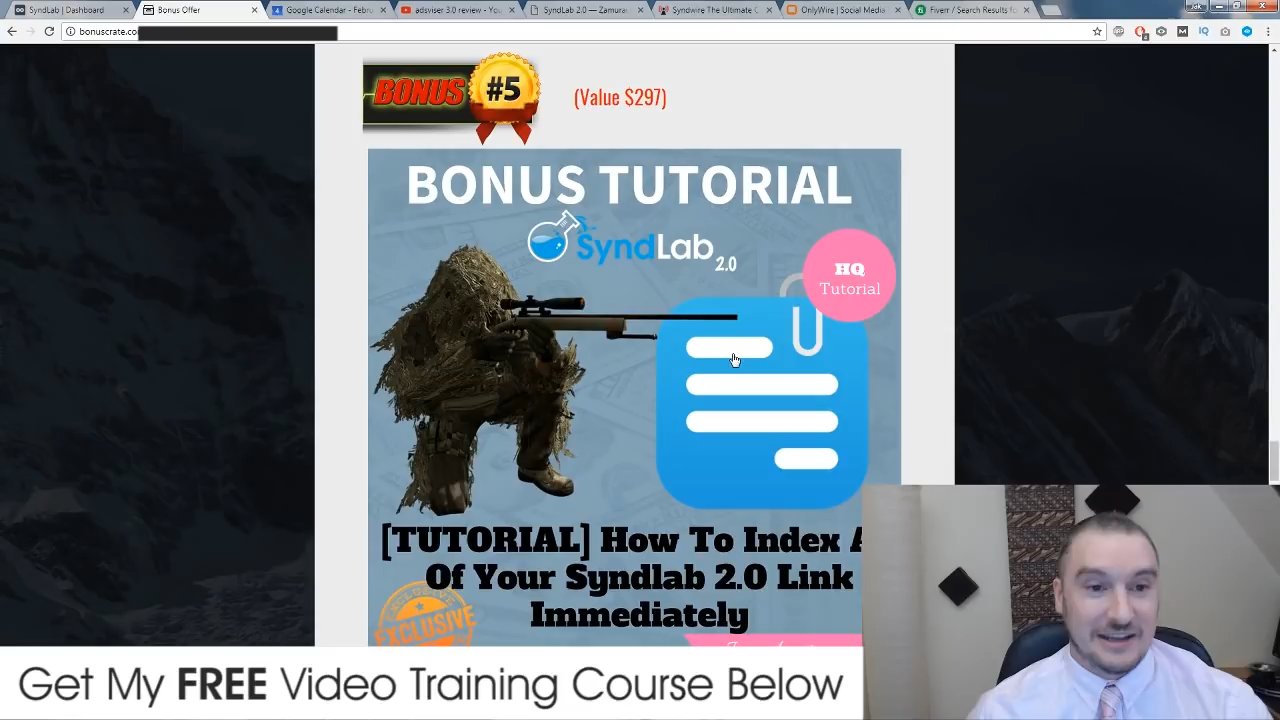 SyndLab | Dashboard
Bonus Offer
Google Calendar - Febru
adsviser 3.0 review - You
SyndLab 2.0 — Zamura
Syndwire The Ultimate C
OnlyWire | Social Media
Fiverr / Search Results fo
Jak
bonuscrate.co
BONUS #5
(Value $297)
BONUS TUTORIAL
SyndLab 2.0
HQ
Tutorial
[TUTORIAL] How To Index A
Of Your Syndlab 2.0 Link
Immediately
EXCLUSIVE
Get My FREE Video Training Course Below